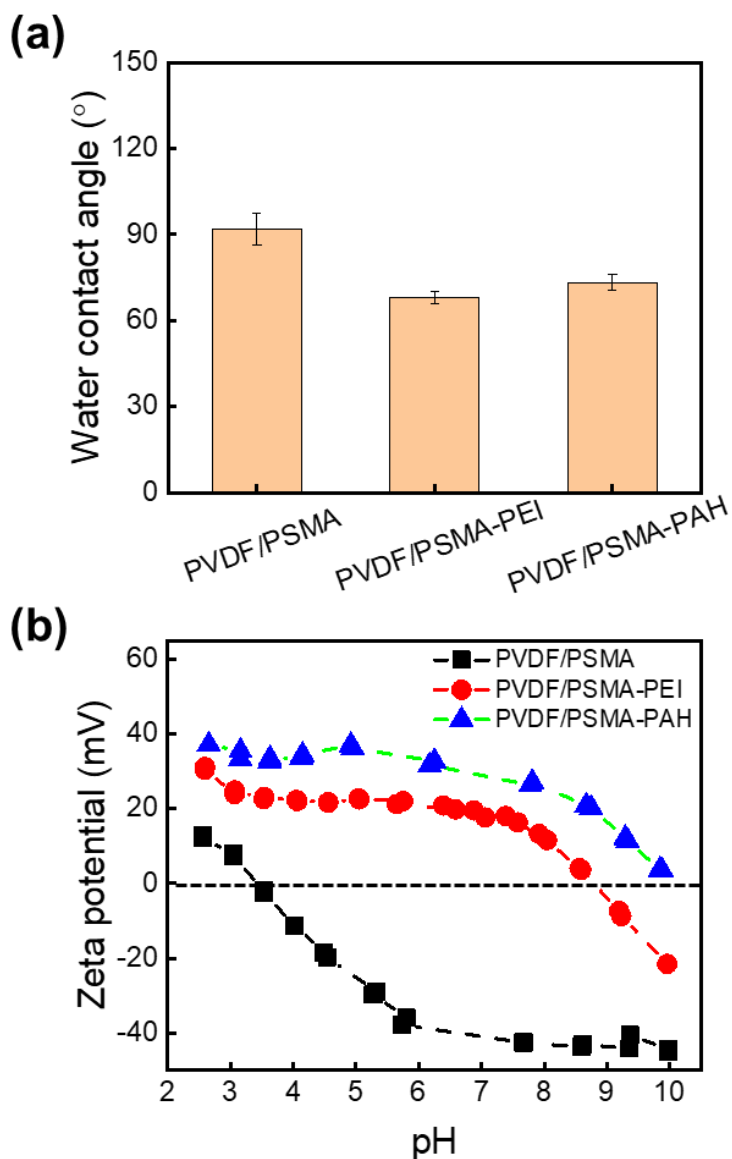 (a)
Water contact angle (°)
150
120
90
60
30
0
PVDF/PSMA
PVDF/PSMA-PEI
PVDF/PSMA-PAH
(b)
Zeta potential (mV)
60
40
20
0
-20
-40
PVDF/PSMA
PVDF/PSMA-PEI
PVDF/PSMA-PAH
2 3 4 5 6 7 8 9 10
pH